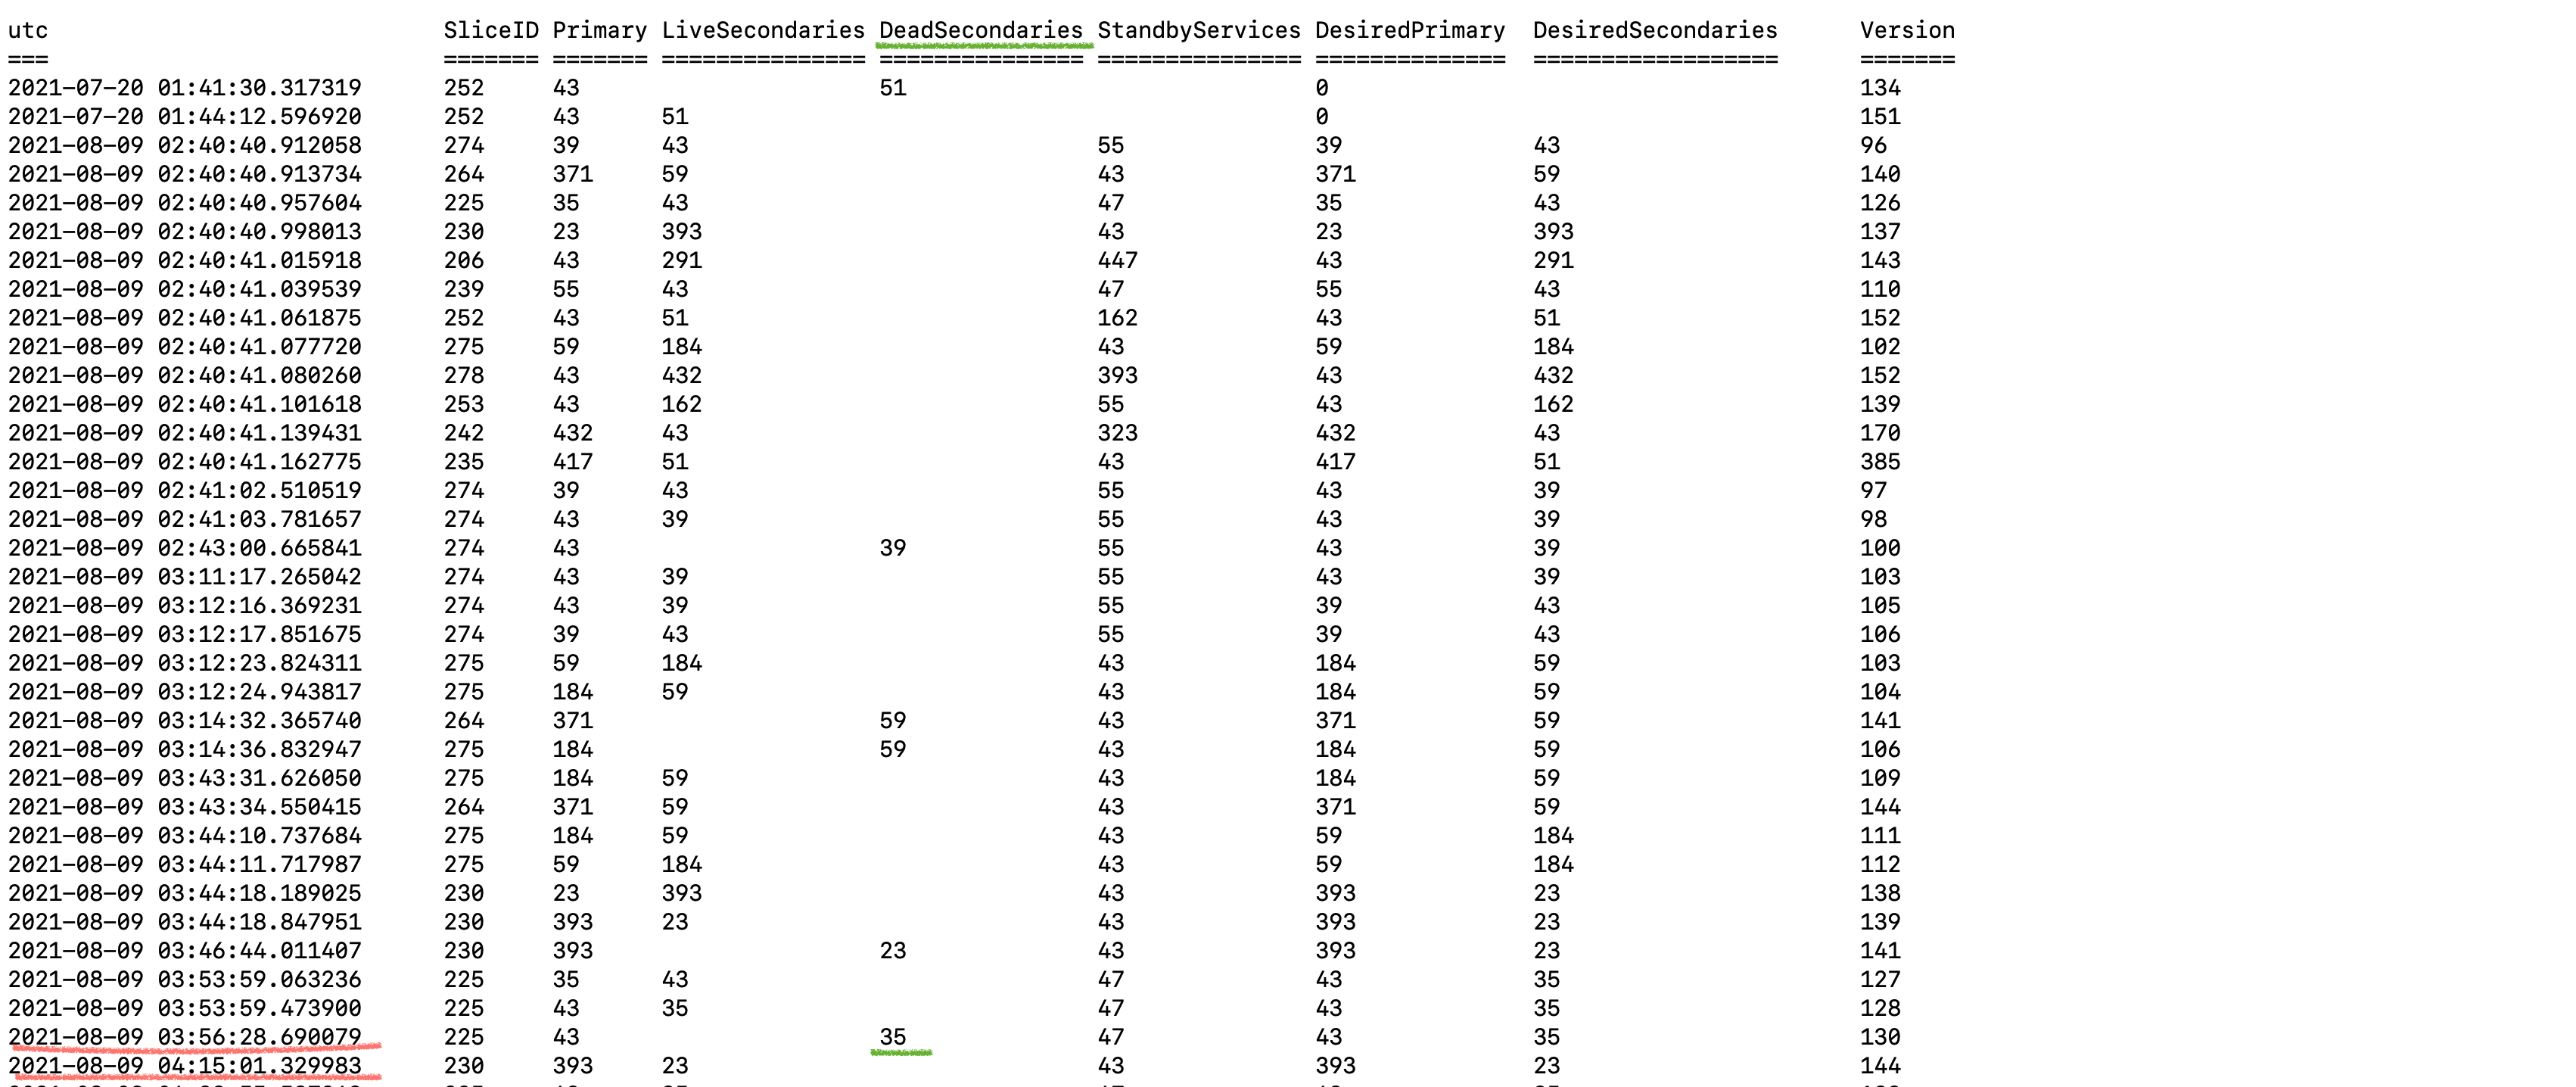 utc SliceID Primary LiveSecondaries DeadSecondaries StandbyServices DesiredPrimary DesiredSecondaries Version
=== ======= ======= =============== =============== =============== ============== ================== =======
2021-07-20 01:41:30.317319 252 43 51 0 134
2021-07-20 01:44:12.596920 252 43 51 0 151
2021-08-09 02:40:40.912058 274 39 43 55 39 43 96
2021-08-09 02:40:40.913734 264 371 59 43 371 59 140
2021-08-09 02:40:40.957604 225 35 43 47 35 43 126
2021-08-09 02:40:40.998013 230 23 393 43 23 393 137
2021-08-09 02:40:41.015918 206 43 291 447 43 291 143
2021-08-09 02:40:41.039539 239 55 43 47 55 43 110
2021-08-09 02:40:41.061875 252 43 51 162 43 51 152
2021-08-09 02:40:41.077720 275 59 184 43 59 184 102
2021-08-09 02:40:41.080260 278 43 432 393 43 432 152
2021-08-09 02:40:41.101618 253 43 162 55 43 162 139
2021-08-09 02:40:41.139431 242 432 43 323 432 43 170
2021-08-09 02:40:41.162775 235 417 51 43 417 51 385
2021-08-09 02:41:02.510519 274 39 43 55 43 39 97
2021-08-09 02:41:03.781657 274 43 39 55 43 39 98
2021-08-09 02:43:00.665841 274 43 39 55 43 39 100
2021-08-09 03:11:17.265042 274 43 39 55 43 39 103
2021-08-09 03:12:16.369231 274 43 39 55 39 43 105
2021-08-09 03:12:17.851675 274 39 43 55 39 43 106
2021-08-09 03:12:23.824311 275 59 184 43 184 59 103
2021-08-09 03:12:24.943817 275 184 59 43 184 59 104
2021-08-09 03:14:32.365740 264 371 59 43 371 59 141
2021-08-09 03:14:36.832947 275 184 59 43 184 59 106
2021-08-09 03:43:31.626050 275 184 59 43 184 59 109
2021-08-09 03:43:34.550415 264 371 59 43 371 59 144
2021-08-09 03:44:10.737684 275 184 59 43 59 184 111
2021-08-09 03:44:11.717987 275 59 184 43 59 184 112
2021-08-09 03:44:18.189025 230 23 393 43 393 23 138
2021-08-09 03:44:18.847951 230 393 23 43 393 23 139
2021-08-09 03:46:44.011407 230 393 23 43 393 23 141
2021-08-09 03:53:59.063236 225 35 43 47 43 35 127
2021-08-09 03:53:59.473900 225 43 35 47 43 35 128
2021-08-09 03:56:28.690079 225 43 35 47 43 35 130
2021-08-09 04:15:01.329983 230 393 23 43 393 23 144